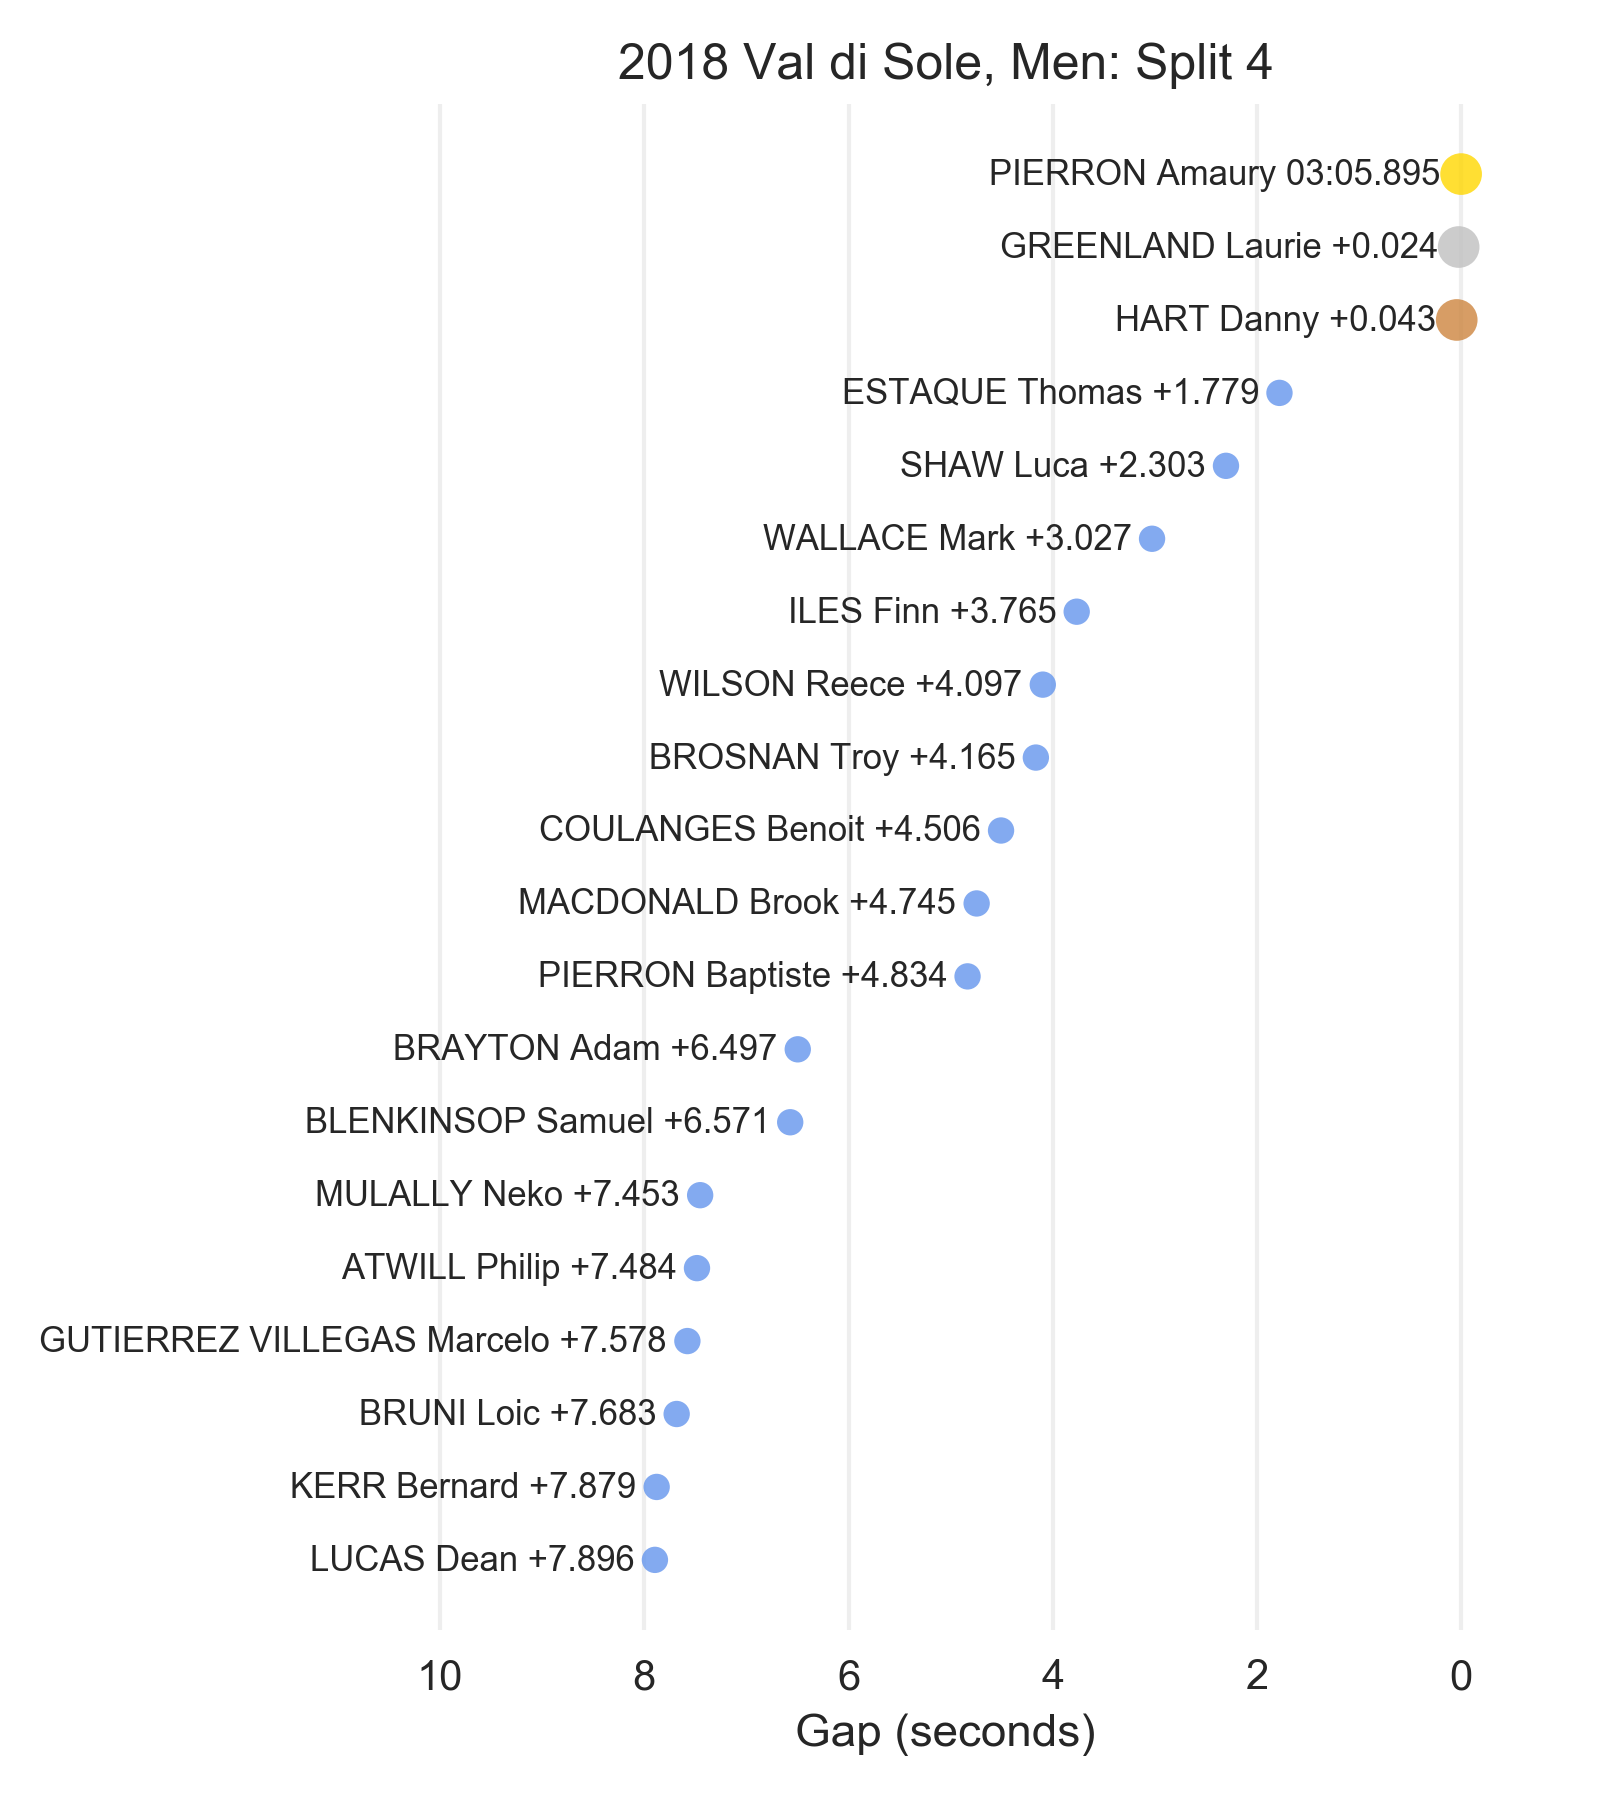 2018 Val di Sole, Men: Split 4
PIERRON Amaury 03:05.895
GREENLAND Laurie +0.024
HART Danny +0.043
ESTAQUE Thomas +1.779
SHAW Luca +2.303
WALLACE Mark +3.027
ILES Finn +3.765
WILSON Reece +4.097
BROSNAN Troy +4.165
COULANGES Benoit +4.506
MACDONALD Brook +4.745
PIERRON Baptiste +4.834
BRAYTON Adam +6.497
BLENKINSOP Samuel +6.571
MULALLY Neko +7.453
ATWILL Philip +7.484
GUTIERREZ VILLEGAS Marcelo +7.578
BRUNI Loic +7.683
KERR Bernard +7.879
LUCAS Dean +7.896
10 8 6 4 2 0
Gap (seconds)